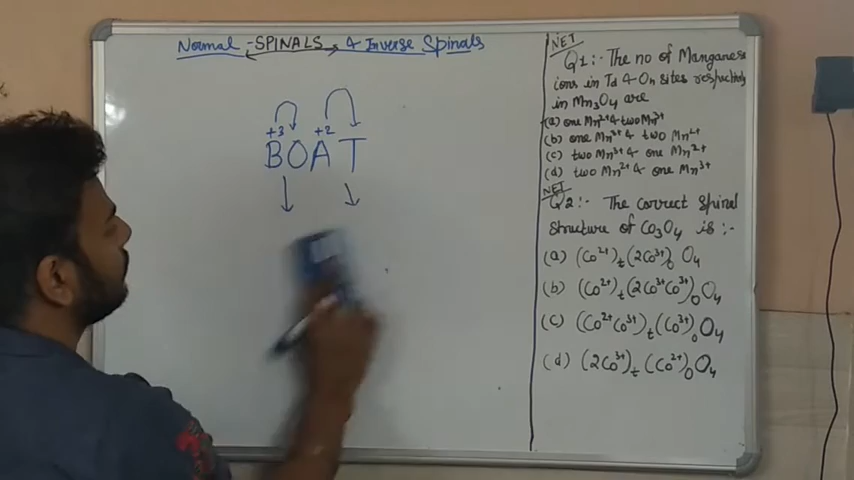 Normal - SPINALS & Inverse Spinals
+3 +2
BOAT
NET
Q1:- The no of Manganese
ions in Td & Oh sites respectively
in Mn3O4 are
(a) one Mn2+ & two Mn3+
(b) one Mn3+ & two Mn2+
(c) two Mn3+ & one Mn2+
(d) two Mn2+ & one Mn3+
NET
Q2:- The correct Spinal
structure of Co3O4 is :-
(a) (Co2+)t(2Co3+)o O4
(b) (Co2+)t(2Co3+Co3+)o O4
(c) (Co2+Co3+)t(Co3+)o O4
(d) (2Co3+)t(Co2+)o O4